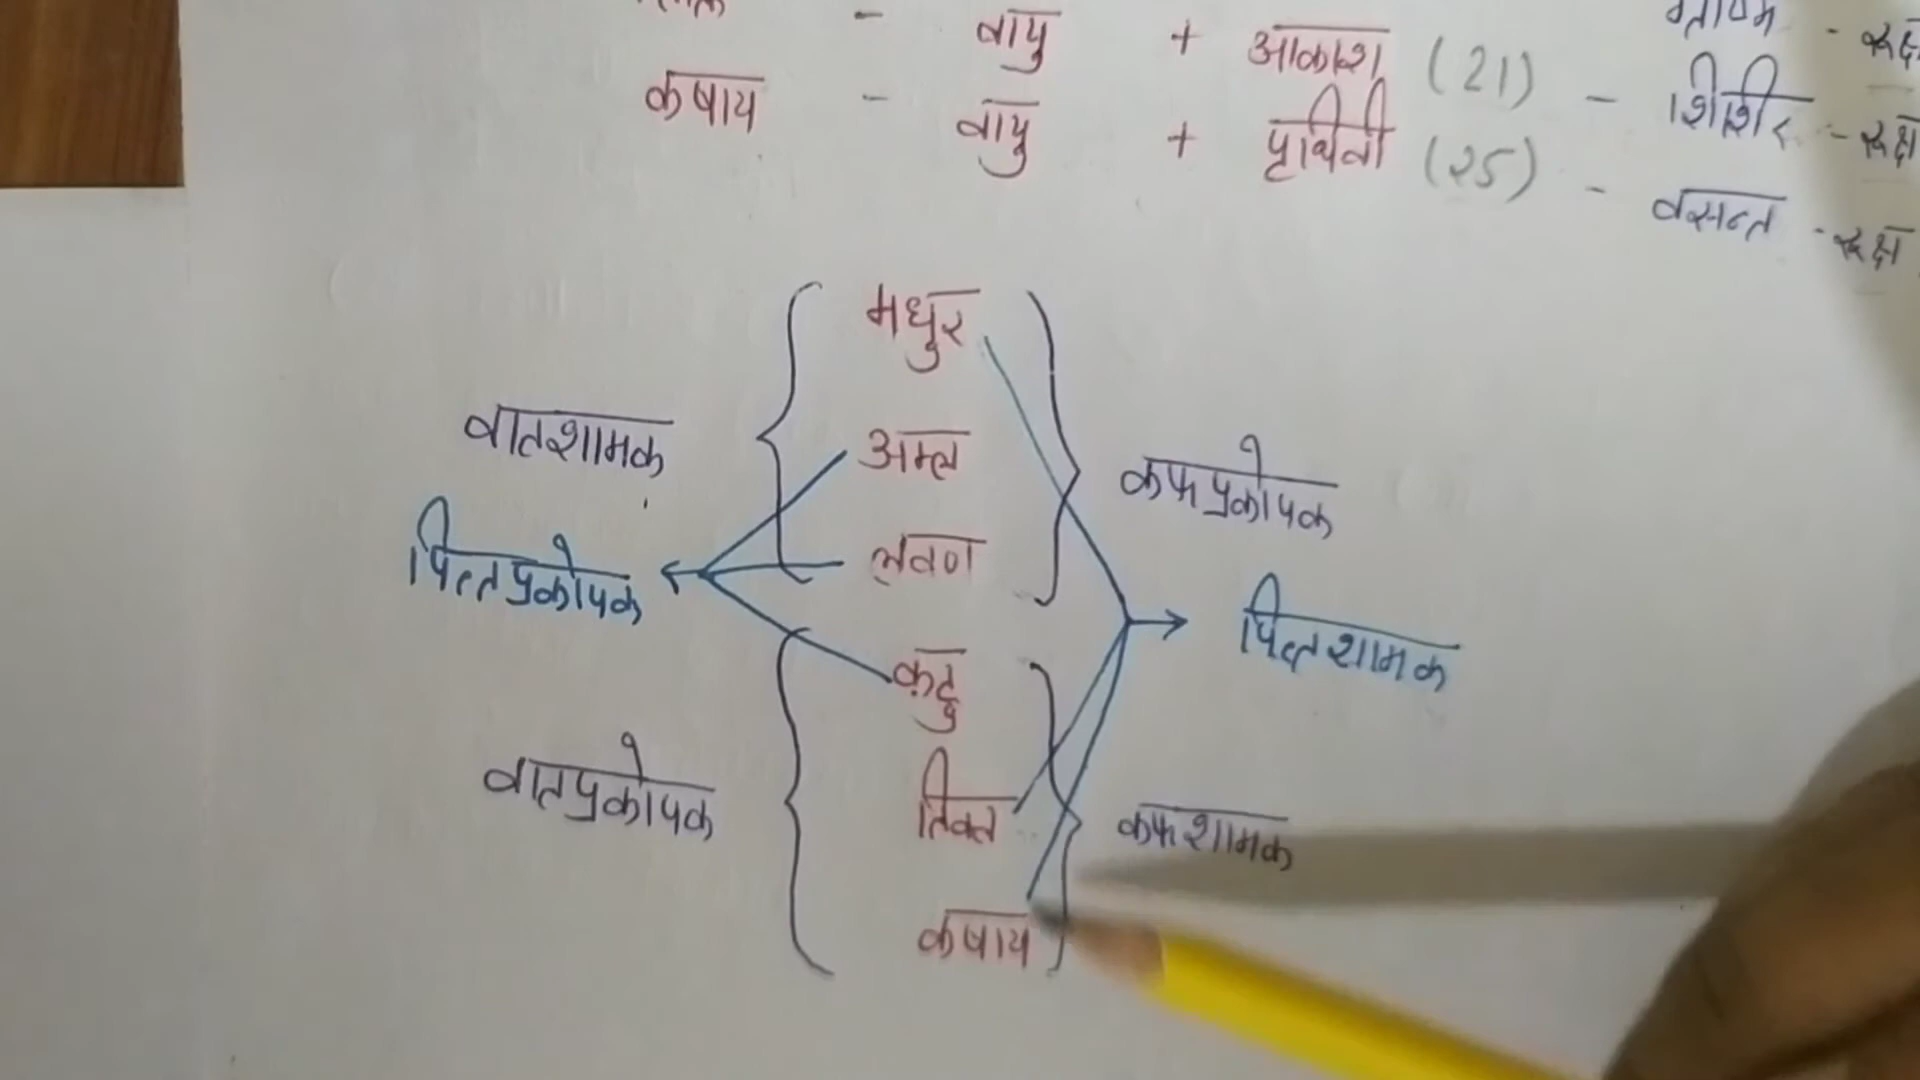 - वायु + आकाश (21) - शिशिर - रूक्ष
कषाय - वायु + पृथिवी (25) - वसन्त - रूक्ष
मधुर
वातशामक अम्ल कफप्रकोपक
पित्तप्रकोपक लवण पित्तशामक
कटु
वातप्रकोपक तिक्त कफशामक
कषाय